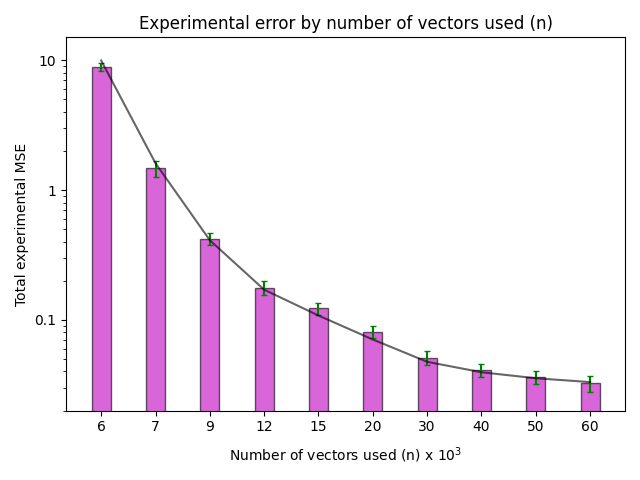 Experimental error by number of vectors used (n)
Total experimental MSE
10
1
0.1
6 7 9 12 15 20 30 40 50 60
Number of vectors used (n) x 10³